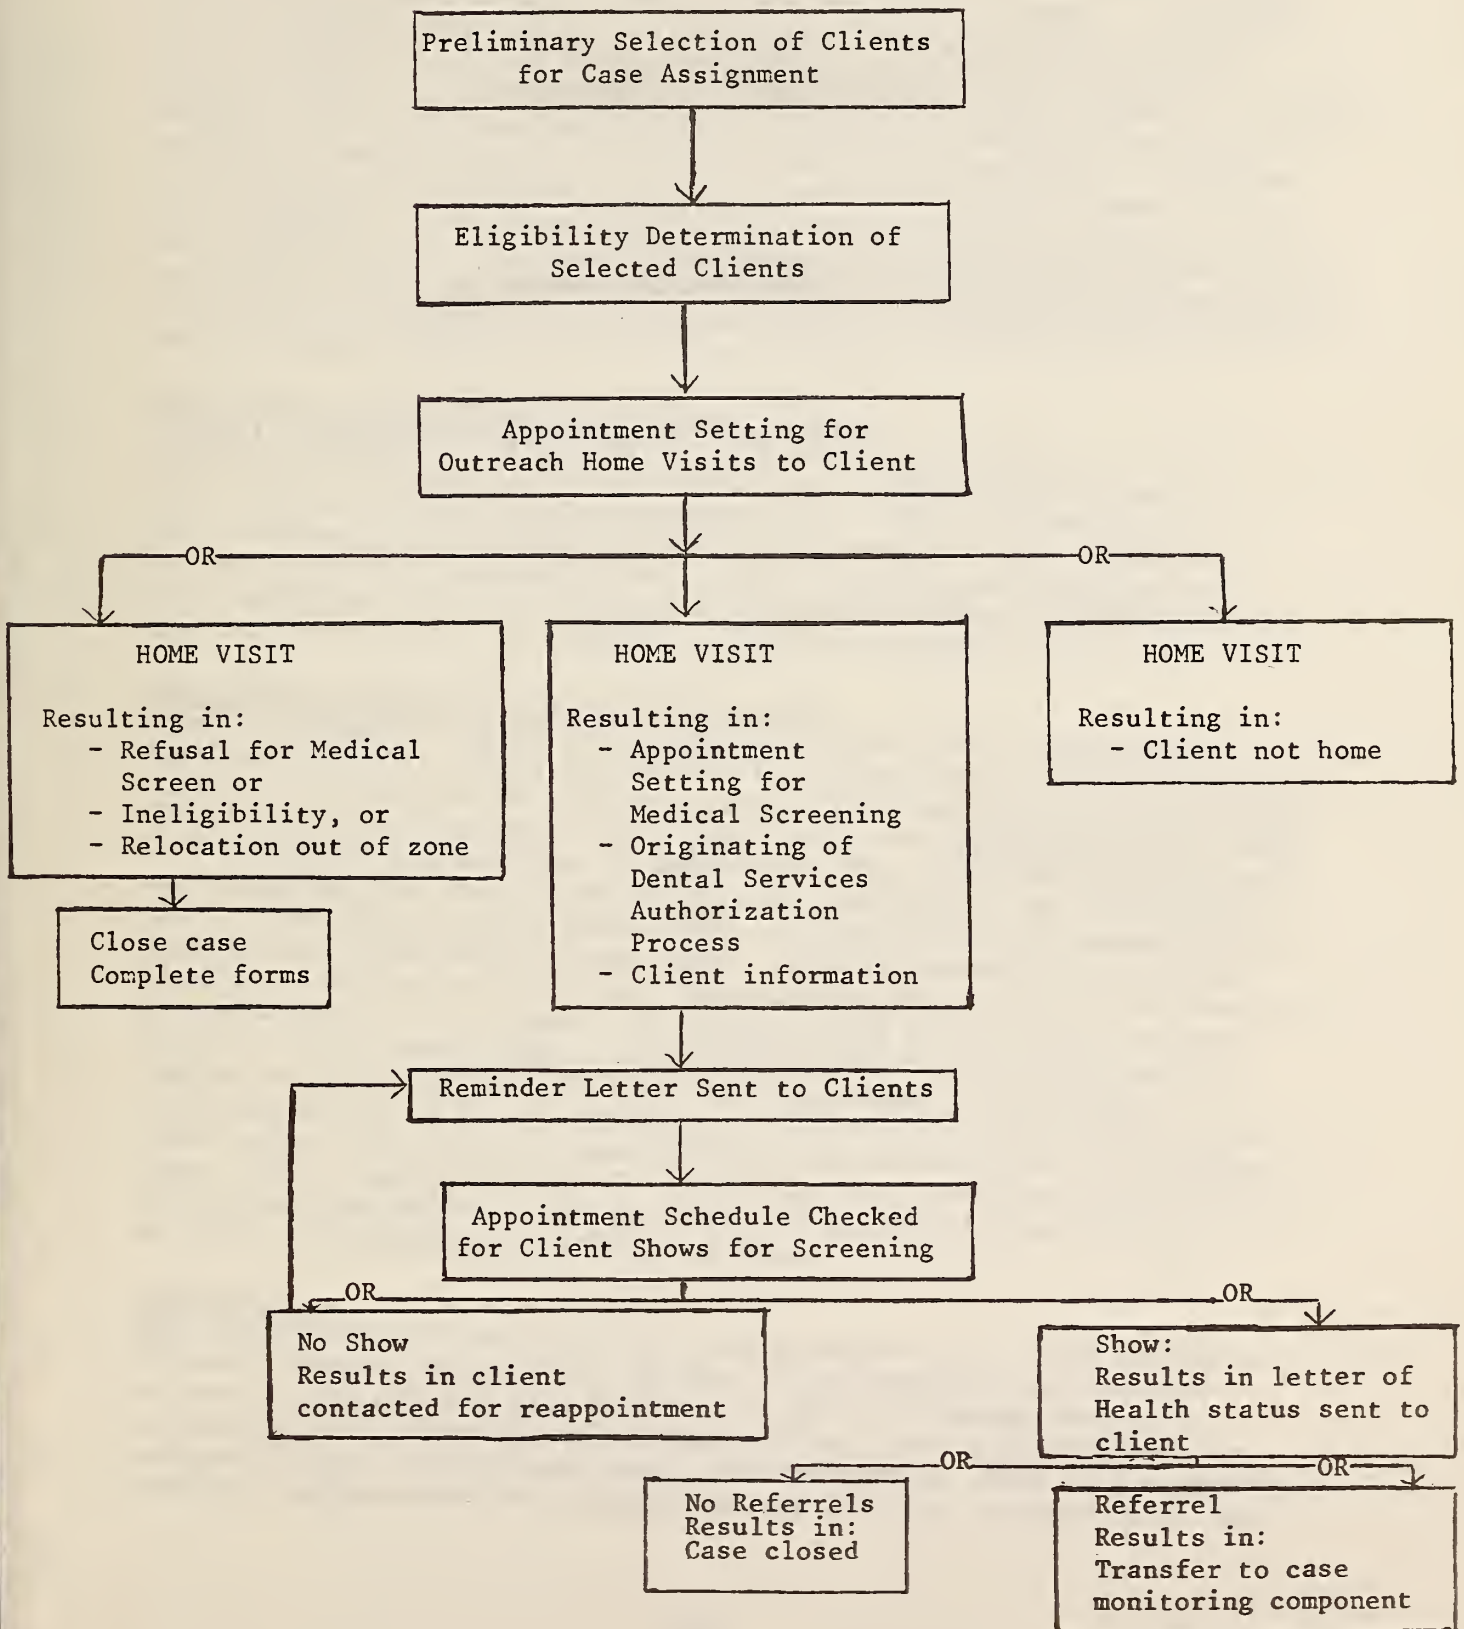 Preliminary Selection of Clients
for Case Assignment
Eligibility Determination of
Selected Clients
Appointment Setting for
Outreach Home Visits to Client
OR
OR
HOME VISIT
Resulting in:
- Refusal for Medical
Screen or
- Ineligibility, or
- Relocation out of zone
Close case
Complete forms
HOME VISIT
Resulting in:
- Appointment
Setting for
Medical Screening
- Originating of
Dental Services
Authorization
Process
- Client information
HOME VISIT
Resulting in:
- Client not home
Reminder Letter Sent to Clients
Appointment Schedule Checked
for Client Shows for Screening
OR
OR
No Show
Results in client
contacted for reappointment
Show:
Results in letter of
Health status sent to
client
OR
OR
No Referrels
Results in:
Case closed
Referrel
Results in:
Transfer to case
monitoring component